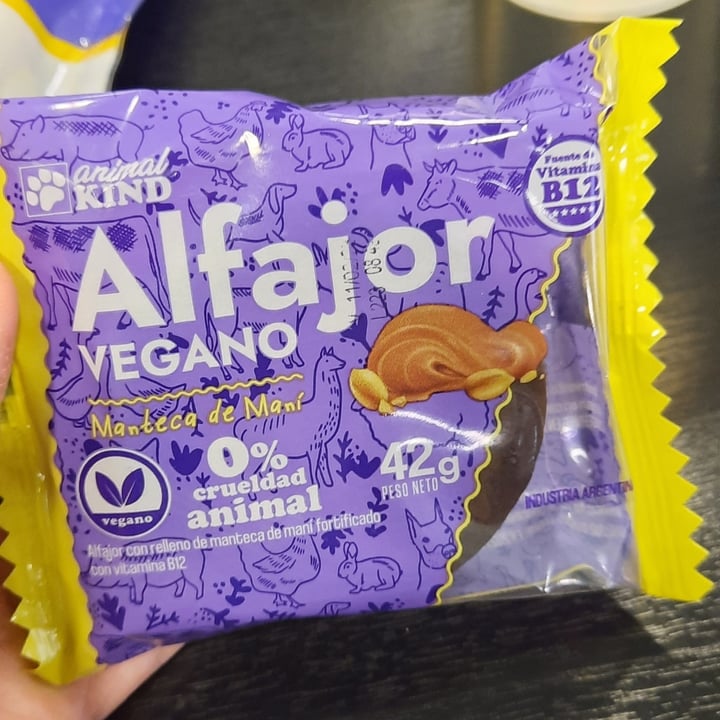 animal
KIND
Fuente de
Vitamina
B12
Alfajor
VEGANO
Manteca de Maní
0%
crueldad
animal
42g
PESO NETO
vegano
INDUSTRIA ARGENTIN
Alfajor con relleno de manteca de maní fortificado
con vitamina B12